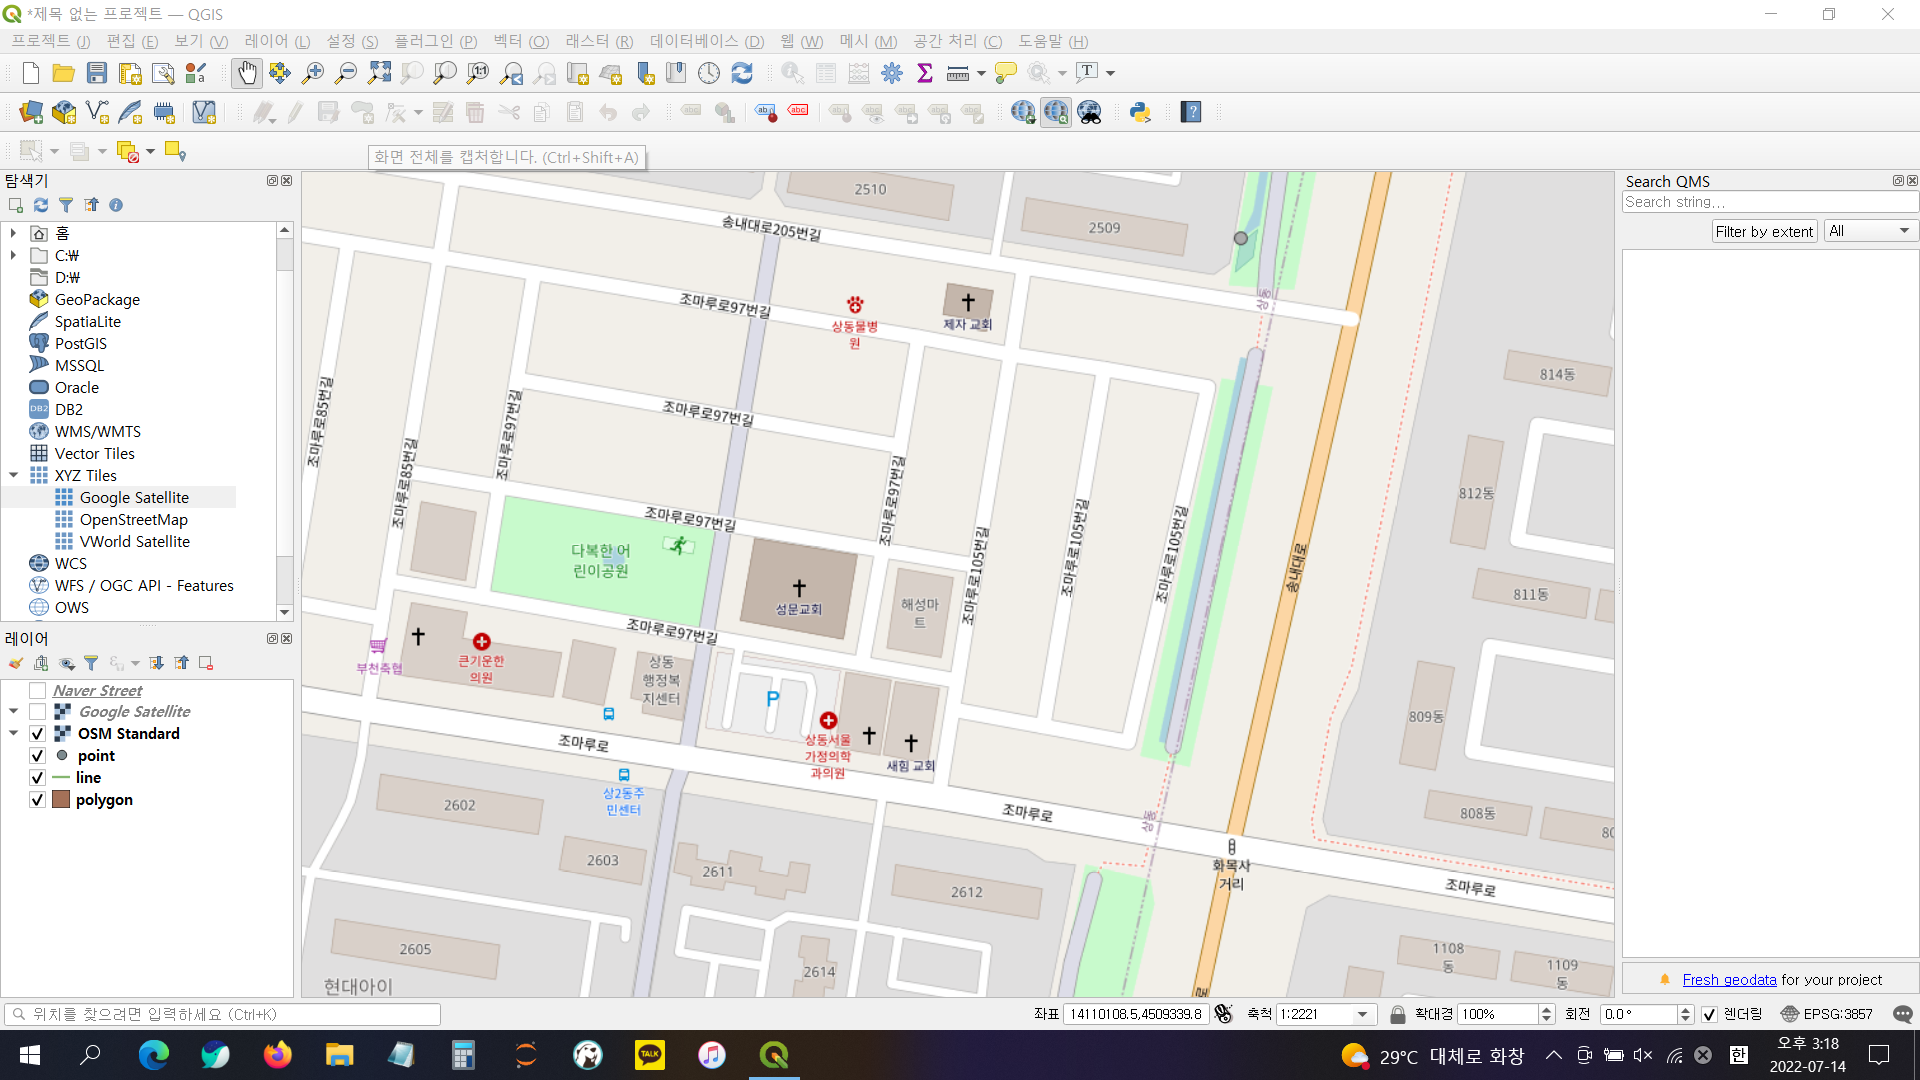 *제목 없는 프로젝트 — QGIS
프로젝트 (J) 편집 (E) 보기 (V) 레이어 (L) 설정 (S) 플러그인 (P) 벡터 (O) 래스터 (R) 데이터베이스 (D) 웹 (W) 메시 (M) 공간 처리 (C) 도움말 (H)
화면 전체를 캡처합니다. (Ctrl+Shift+A)
탐색기
홈
C:₩
D:₩
GeoPackage
SpatiaLite
PostGIS
MSSQL
Oracle
DB2
WMS/WMTS
Vector Tiles
XYZ Tiles
Google Satellite
OpenStreetMap
VWorld Satellite
WCS
WFS / OGC API - Features
OWS
레이어
Naver Street
Google Satellite
OSM Standard
point
line
polygon
2510
2509
송내대로205번길
상동
조마루로97번길
상동물병
원
제자 교회
814동
조마루로85번길
조마루로85번길
조마루로97번길
조마루로97번길
조마루로97번길
812동
조마루로97번길
조마루로105번길
조마루로105번길
조마루로105번길
송내대로
다복한 어
린이공원
성문교회
해성마
트
811동
조마루로97번길
부천축협
큰기운한
의원
상동
행정복
지센터
P
상동서울
가정의학
과의원
새힘 교회
809동
조마루로
상2동주
민센터
조마루로
상동
808동
80
2602
2603
2611
2612
화목사
거리
조마루로
2605
2614
1108
동
1109
동
현대아이
Search QMS
Search string...
Filter by extent All
Fresh geodata for your project
위치를 찾으려면 입력하세요 (Ctrl+K)
좌표 14110108.5,4509339.8 축척 1:2221 확대경 100% 회전 0.0 ° 렌더링 EPSG:3857
TALK
29°C 대체로 화창
한
오후 3:18
2022-07-14